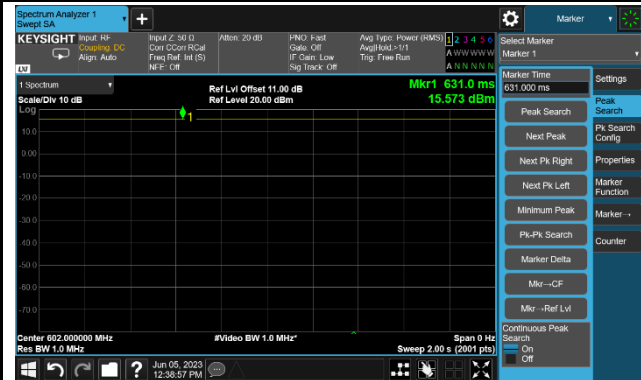 Spectrum Analyzer 1
Swept SA
Marker
KEYSIGHT
Input: RF
Coupling: DC
Align: Auto
Input Z: 50 Ω
Corr CCorr RCal
Freq Ref: Int (S)
NFE: Off
Atten: 20 dB
PNO: Fast
Gate: Off
IF Gain: Low
Sig Track: Off
Avg Type: Power (RMS)
Avg|Hold:>1/1
Trig: Free Run
1 2 3 4 5 6
A W W W W W
A N N N N N
Select Marker
Marker 1
LXI
1 Spectrum
Scale/Div 10 dB
Log
Ref Lvl Offset 11.00 dB
Ref Level 20.00 dBm
Mkr1 631.0 ms
15.573 dBm
1
10.0
0.00
-10.0
-20.0
-30.0
-40.0
-50.0
-60.0
-70.0
Center 602.000000 MHz
Res BW 1.0 MHz
#Video BW 1.0 MHz*
Span 0 Hz
Sweep 2.00 s (2001 pts)
Marker Time
631.000 ms
Peak Search
Next Peak
Next Pk Right
Next Pk Left
Minimum Peak
Pk-Pk Search
Marker Delta
Mkr→CF
Mkr→Ref Lvl
Continuous Peak
Search
On
Off
Settings
Peak
Search
Pk Search
Config
Properties
Marker
Function
Marker→
Counter
?
Jun 05, 2023
12:38:57 PM